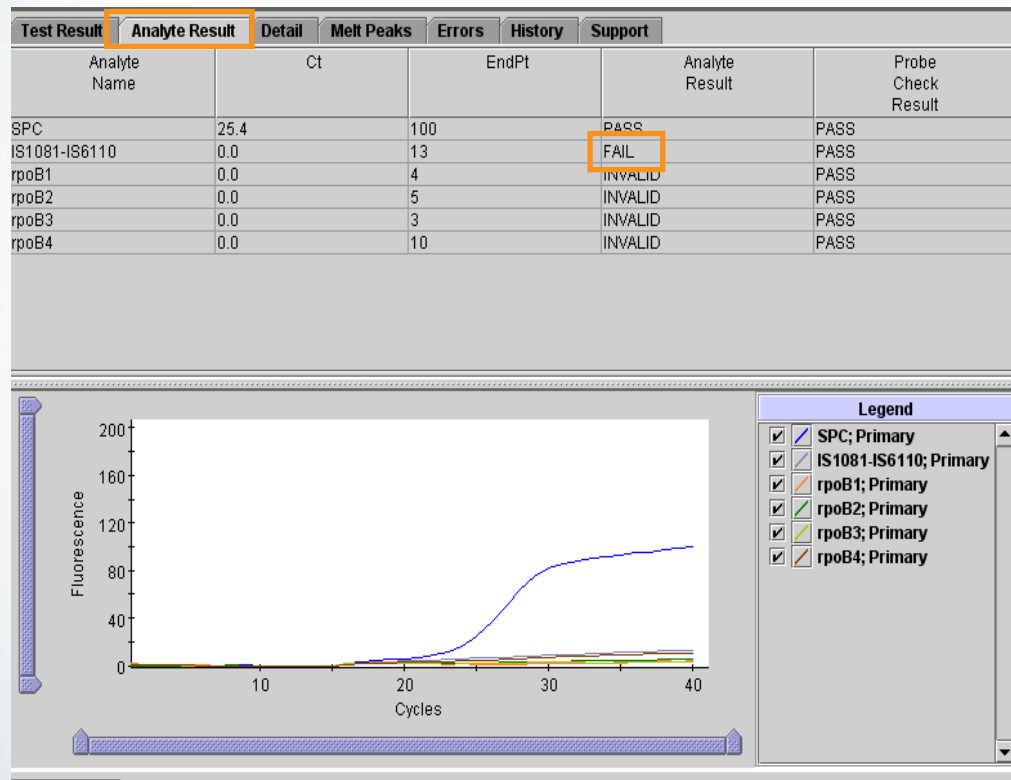 Test Result Analyte Result Detail Melt Peaks Errors History Support
Analyte Name Ct EndPt Analyte Result Probe Check Result
SPC 25.4 100 PASS PASS
IS1081-IS6110 0.0 13 FAIL PASS
rpoB1 0.0 4 INVALID PASS
rpoB2 0.0 5 INVALID PASS
rpoB3 0.0 3 INVALID PASS
rpoB4 0.0 10 INVALID PASS
Legend
SPC; Primary
IS1081-IS6110; Primary
rpoB1; Primary
rpoB2; Primary
rpoB3; Primary
rpoB4; Primary
Fluorescence
200
160
120
80
40
0
10 20 30 40
Cycles